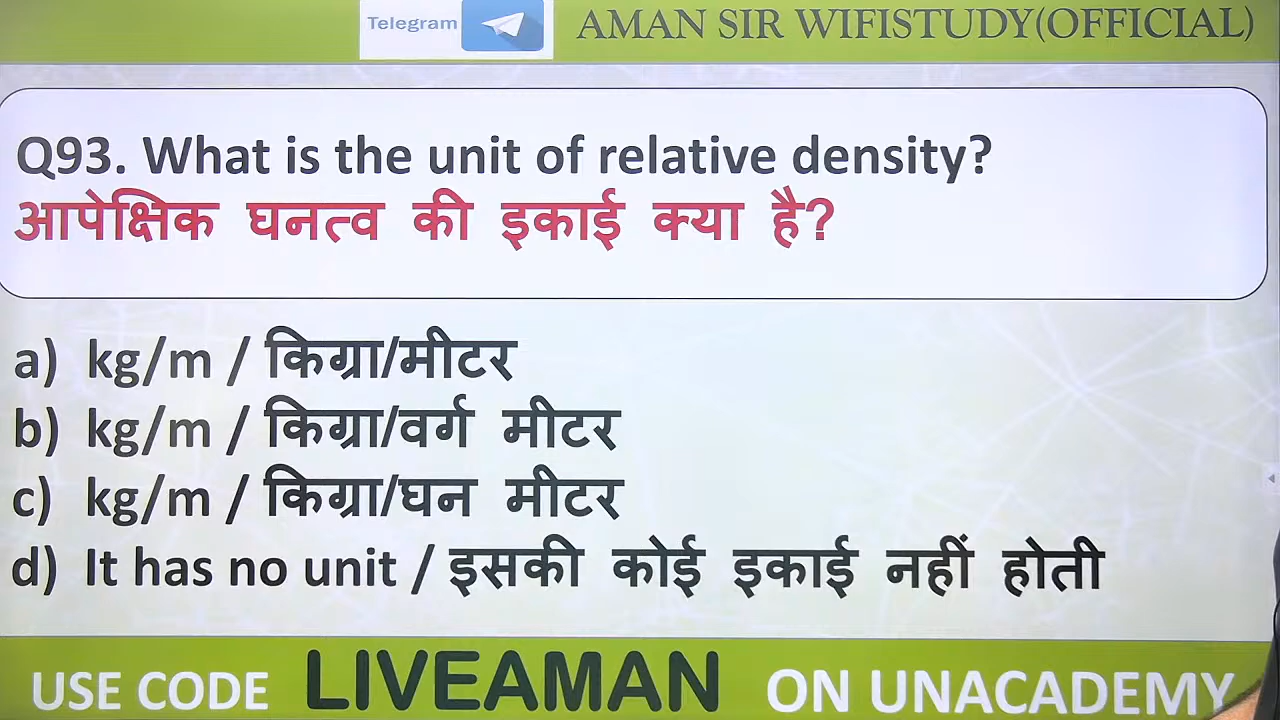 Telegram
AMAN SIR WIFISTUDY(OFFICIAL)
Q93. What is the unit of relative density?
आपेक्षिक घनत्व की इकाई क्या है?
a) kg/m / किग्रा/मीटर
b) kg/m / किग्रा/वर्ग मीटर
c) kg/m / किग्रा/घन मीटर
d) It has no unit / इसकी कोई इकाई नहीं होती
USE CODE LIVEAMAN ON UNACADEMY